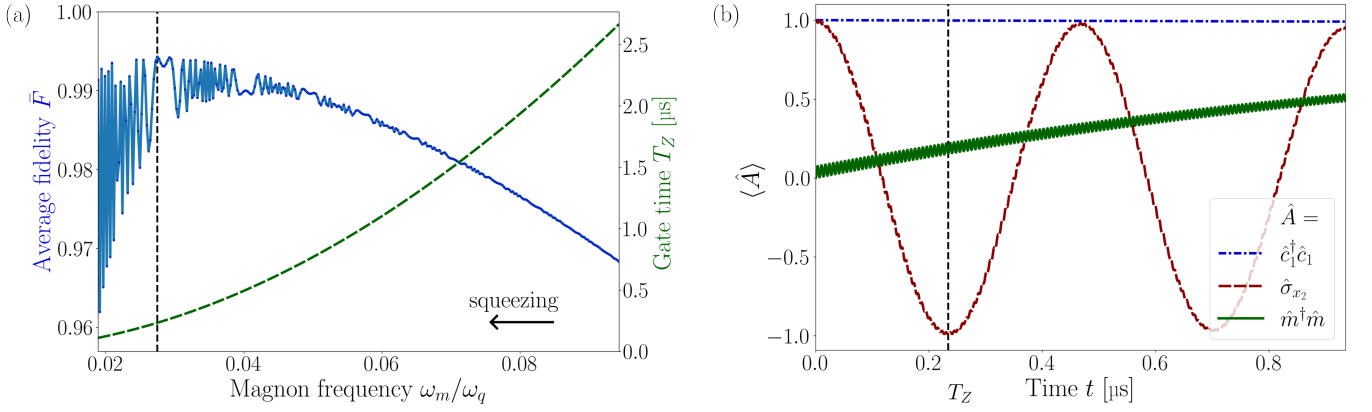 (a)
1.00
0.99
0.98
0.97
0.96
Average fidelity F̄
0.02
0.04
0.06
0.08
Magnon frequency ω_m/ω_q
2.5
2.0
1.5
1.0
0.5
0.0
Gate time T_Z [µs]
squeezing
(b)
1.0
0.5
0.0
−0.5
−1.0
⟨Â⟩
0.0
0.2
0.4
0.6
0.8
T_Z
Time t [µs]
Â =
ĉ₁†ĉ₁
σ̂_{x₂}
m̂†m̂